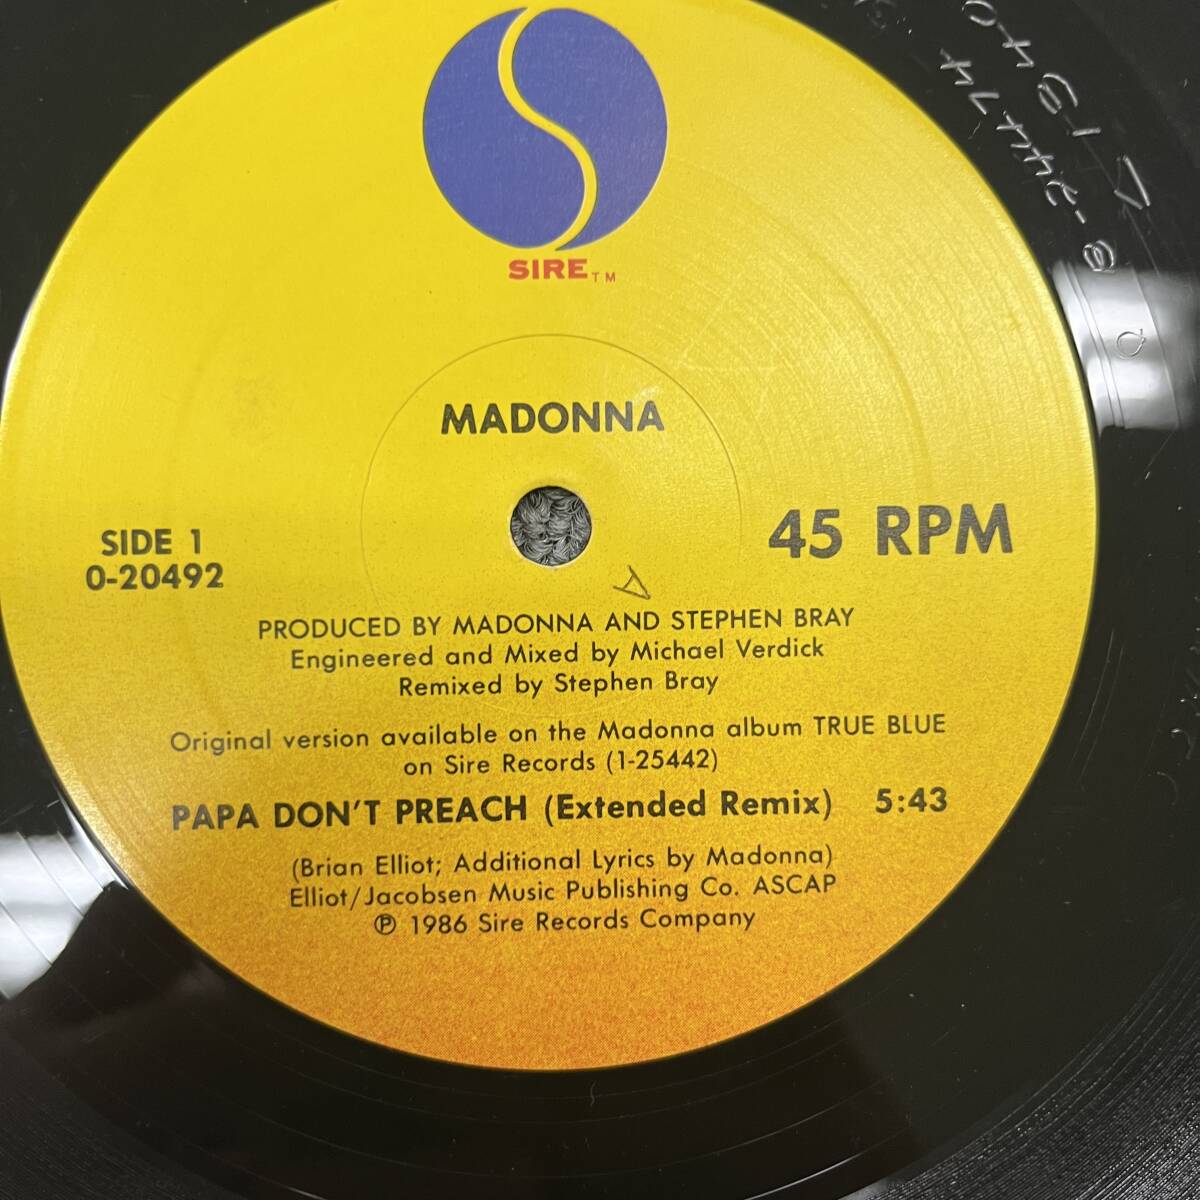 SIRE™
MADONNA
SIDE 1
0-20492
45 RPM
PRODUCED BY MADONNA AND STEPHEN BRAY
Engineered and Mixed by Michael Verdick
Remixed by Stephen Bray
Original version available on the Madonna album TRUE BLUE
on Sire Records (1-25442)
PAPA DON'T PREACH (Extended Remix) 5:43
(Brian Elliot; Additional Lyrics by Madonna)
Elliot/Jacobsen Music Publishing Co. ASCAP
℗ 1986 Sire Records Company